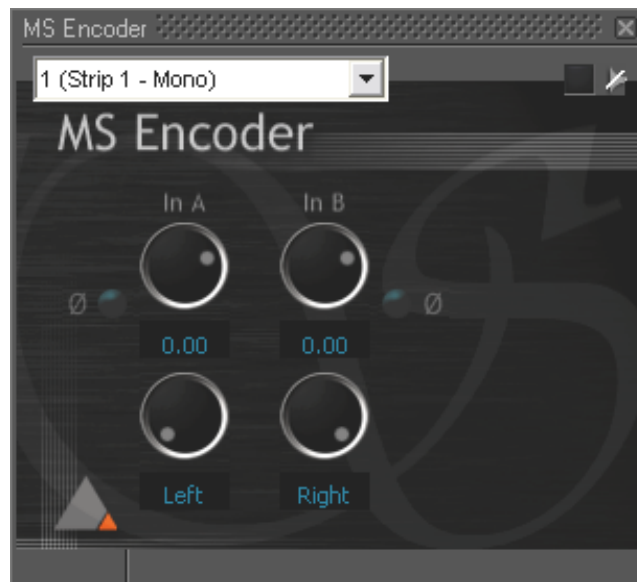 MS Encoder
1 (Strip 1 - Mono)
MS Encoder
In A In B
Ø Ø
0.00 0.00
Left Right